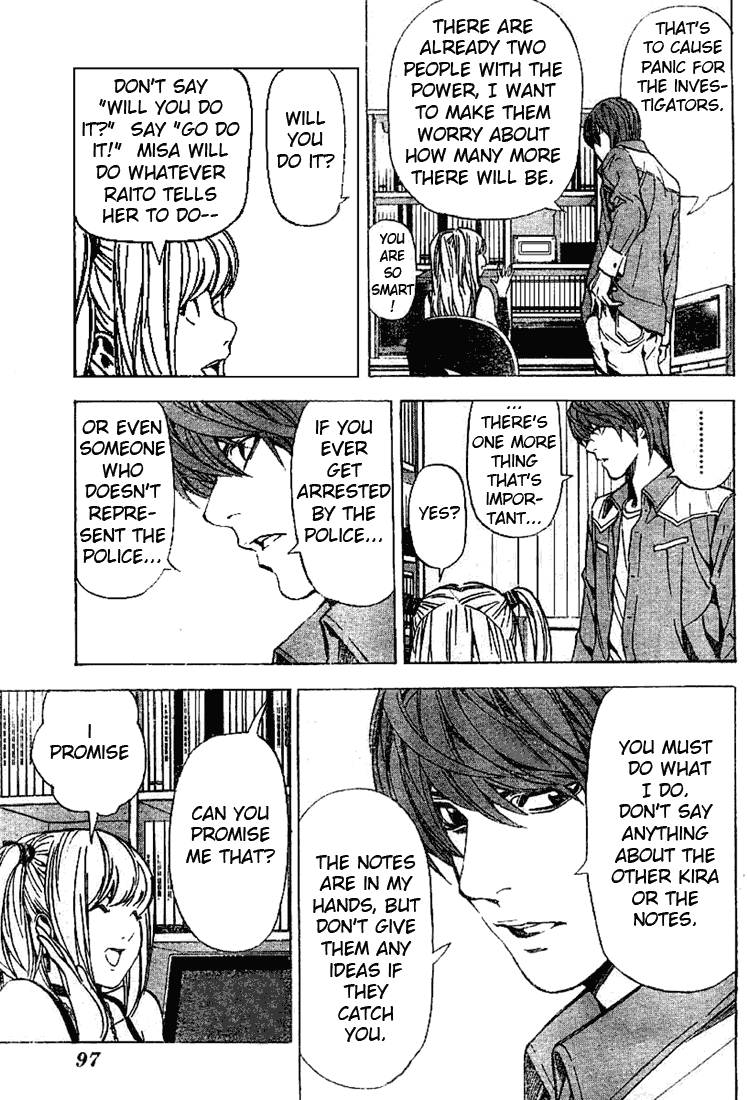 THAT'S
TO CAUSE
PANIC FOR
THE INVES-
TIGATORS.
THERE ARE
ALREADY TWO
PEOPLE WITH THE
POWER, I WANT
TO MAKE THEM
WORRY ABOUT
HOW MANY MORE
THERE WILL BE.
YOU
ARE
SO
SMART
!
WILL
YOU
DO IT?
DON'T SAY
"WILL YOU DO
IT?" SAY "GO DO
IT!" MISA WILL
DO WHATEVER
RAITO TELLS
HER TO DO--
.........
...
THERE'S
ONE MORE
THING
THAT'S
IMPOR-
TANT...
YES?
IF YOU
EVER
GET
ARRESTED
BY THE
POLICE...
OR EVEN
SOMEONE
WHO
DOESN'T
REPRE-
SENT THE
POLICE...
YOU MUST
DO WHAT
I DO.
DON'T SAY
ANYTHING
ABOUT THE
OTHER KIRA
OR THE
NOTES.
THE NOTES
ARE IN MY
HANDS, BUT
DON'T GIVE
THEM ANY
IDEAS IF
THEY
CATCH
YOU.
CAN YOU
PROMISE
ME THAT?
I
PROMISE
97